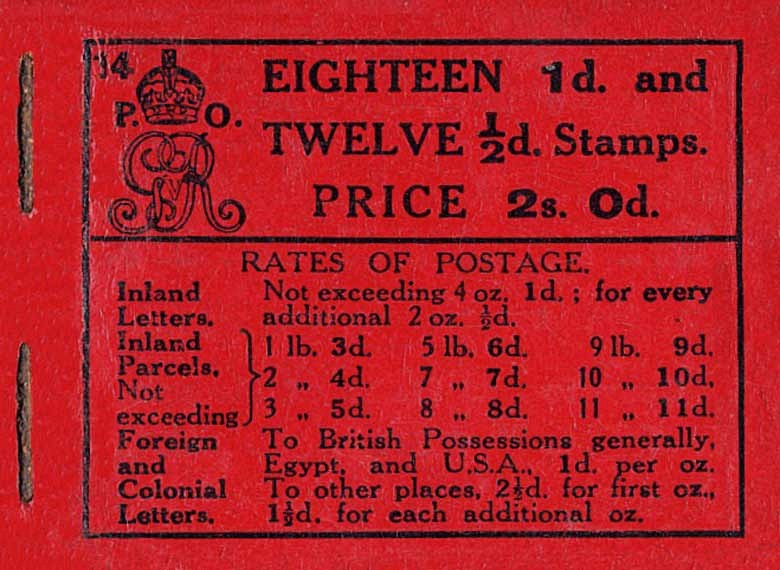 14
P. O.
GvR
EIGHTEEN 1d. and
TWELVE ½d. Stamps.
PRICE 2s. 0d.
RATES OF POSTAGE.
Inland Letters. Not exceeding 4 oz. 1d. ; for every
additional 2 oz. ½d.
Inland Parcels. Not exceeding } 1 lb. 3d. 5 lb. 6d. 9 lb. 9d.
2 „ 4d. 7 „ 7d. 10 „ 10d.
3 „ 5d. 8 „ 8d. 11 „ 11d.
Foreign and Colonial Letters. To British Possessions generally,
Egypt, and U.S.A., 1d. per oz.
To other places, 2½d. for first oz.,
1½d. for each additional oz.